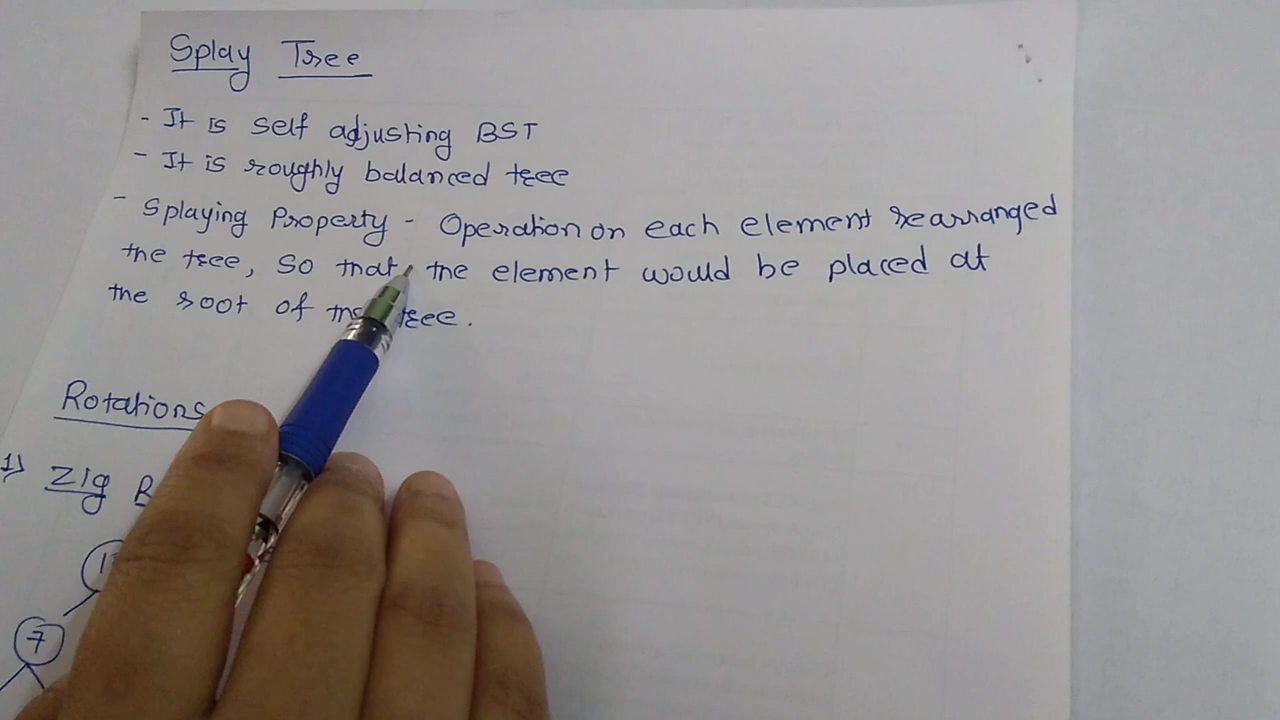 Splay Tree
- It is self adjusting BST
- It is roughly balanced tree
- Splaying Property - Operation on each element rearranged
the tree, so that the element would be placed at
the root of the tree.
Rotations
1) Zig
7